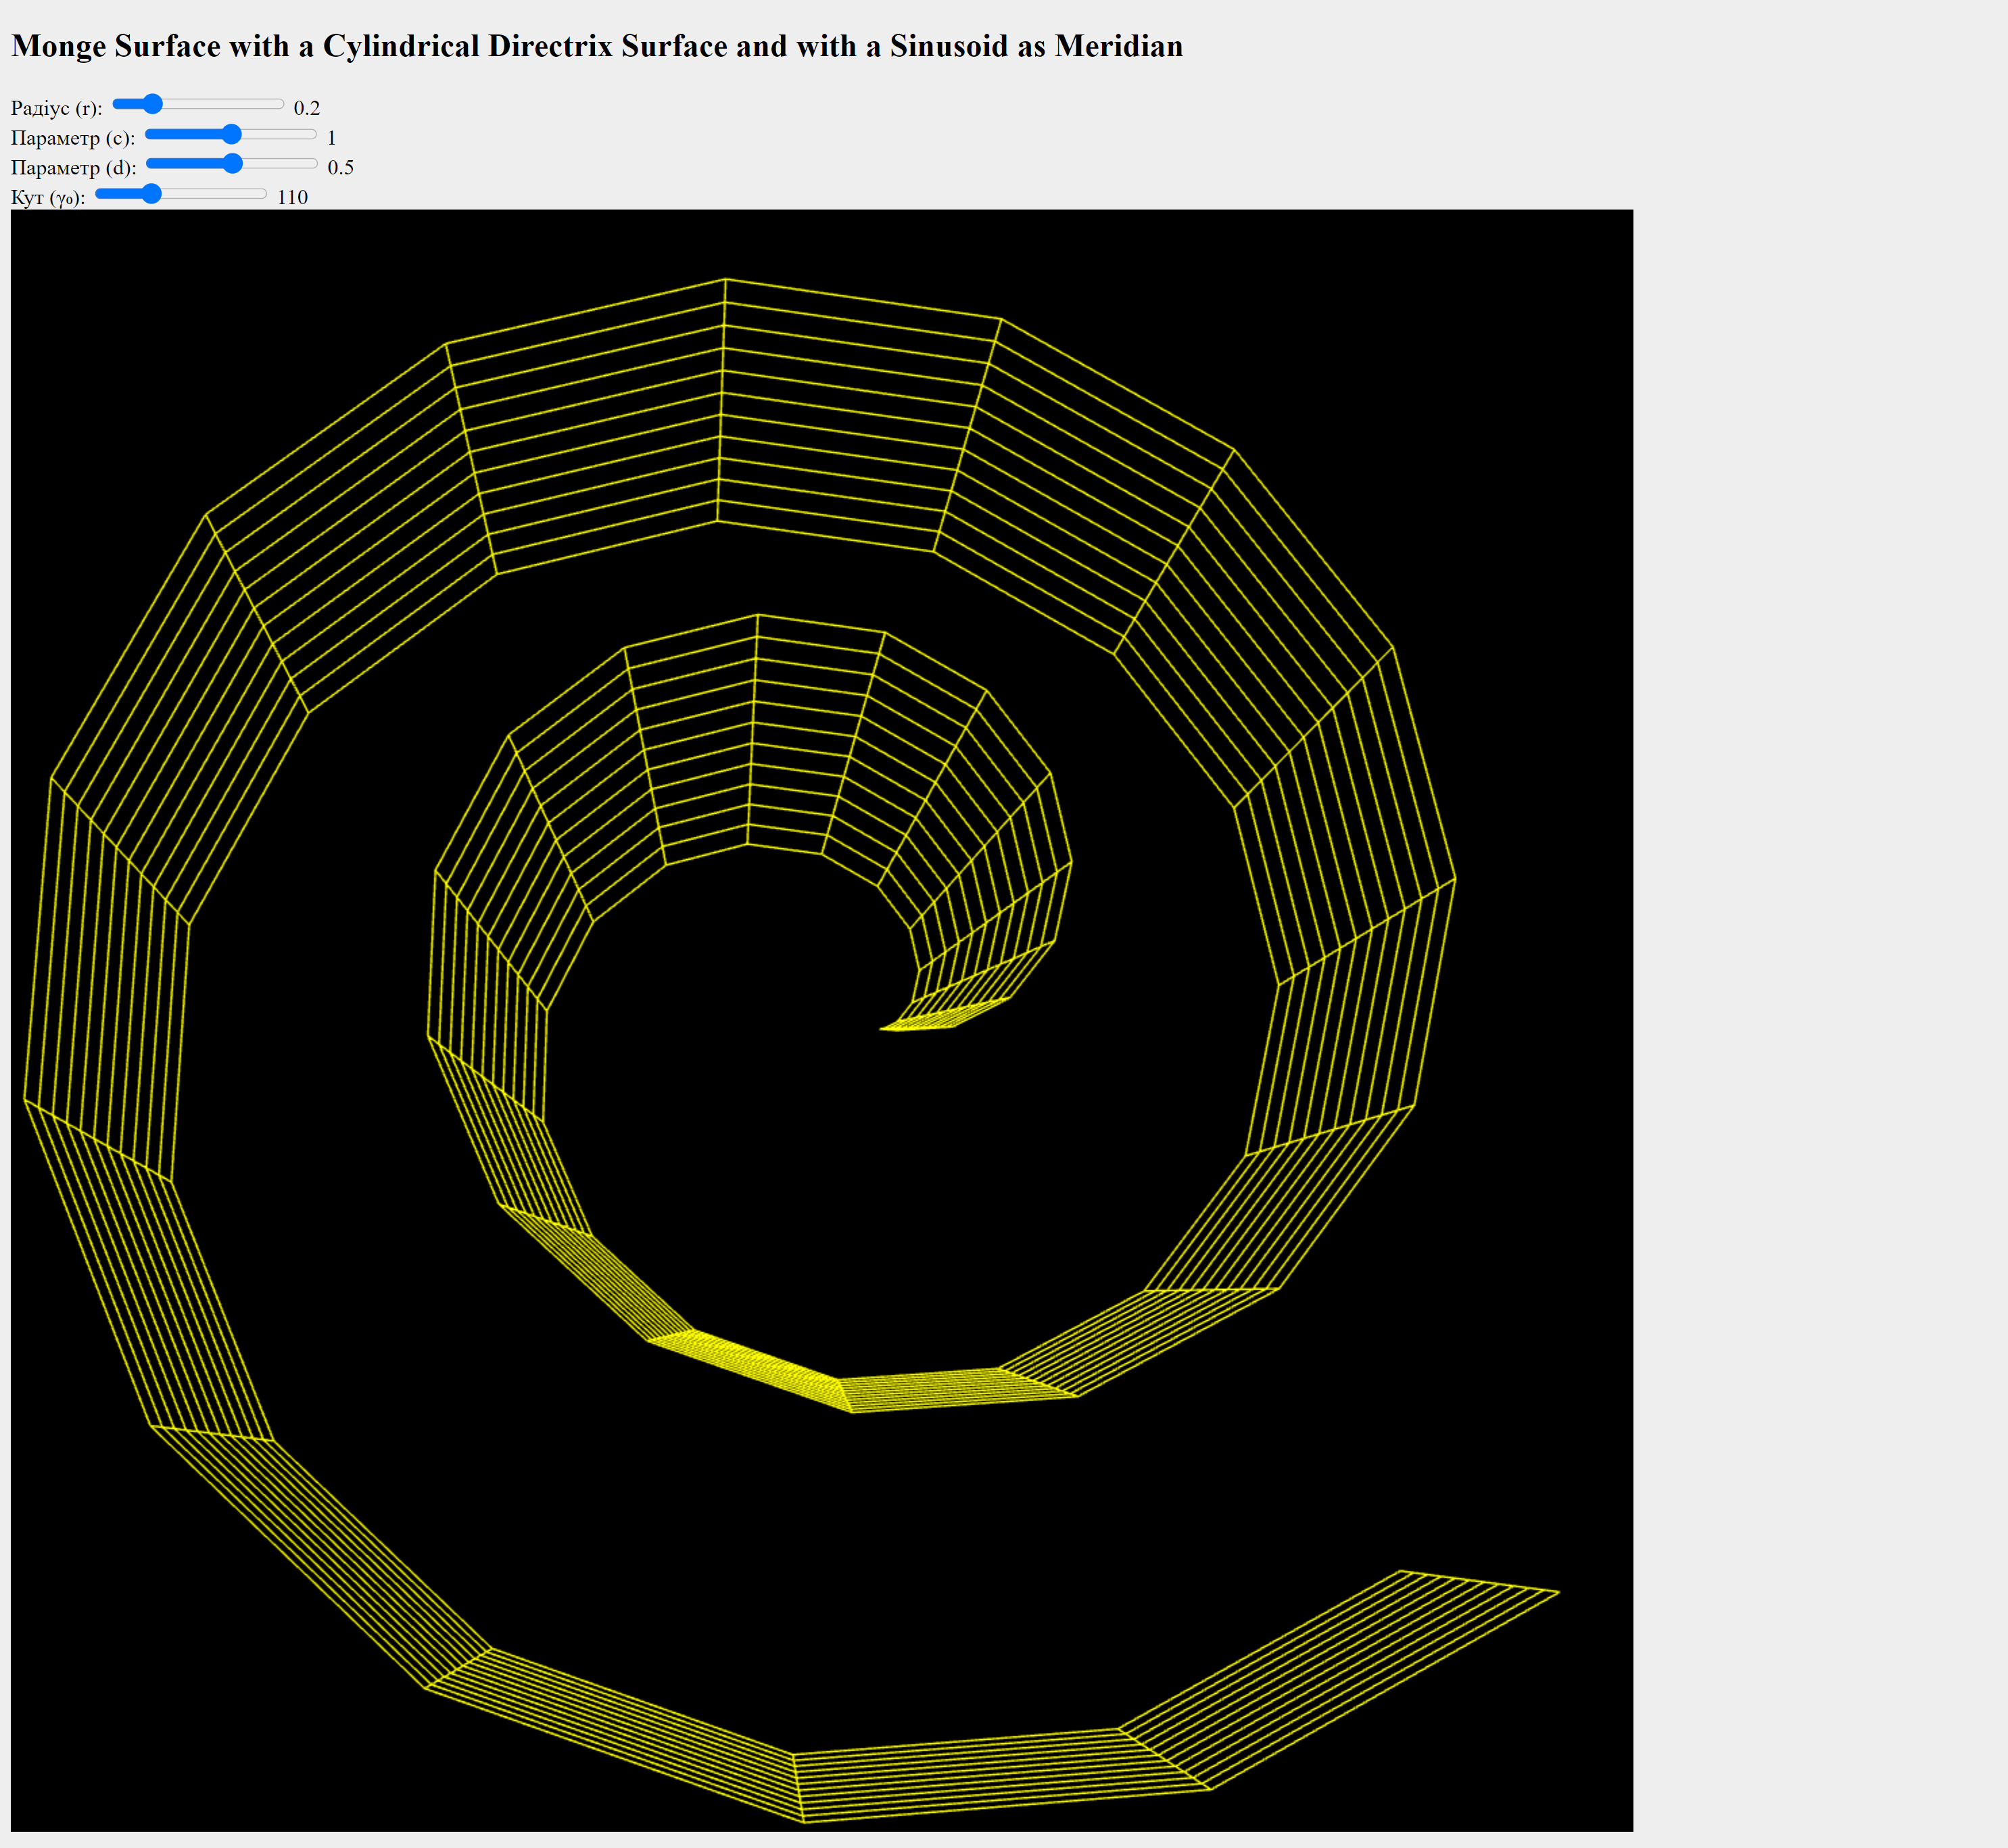 Monge Surface with a Cylindrical Directrix Surface and with a Sinusoid as Meridian
Радіус (r): 0.2
Параметр (c): 1
Параметр (d): 0.5
Кут (γ₀): 110